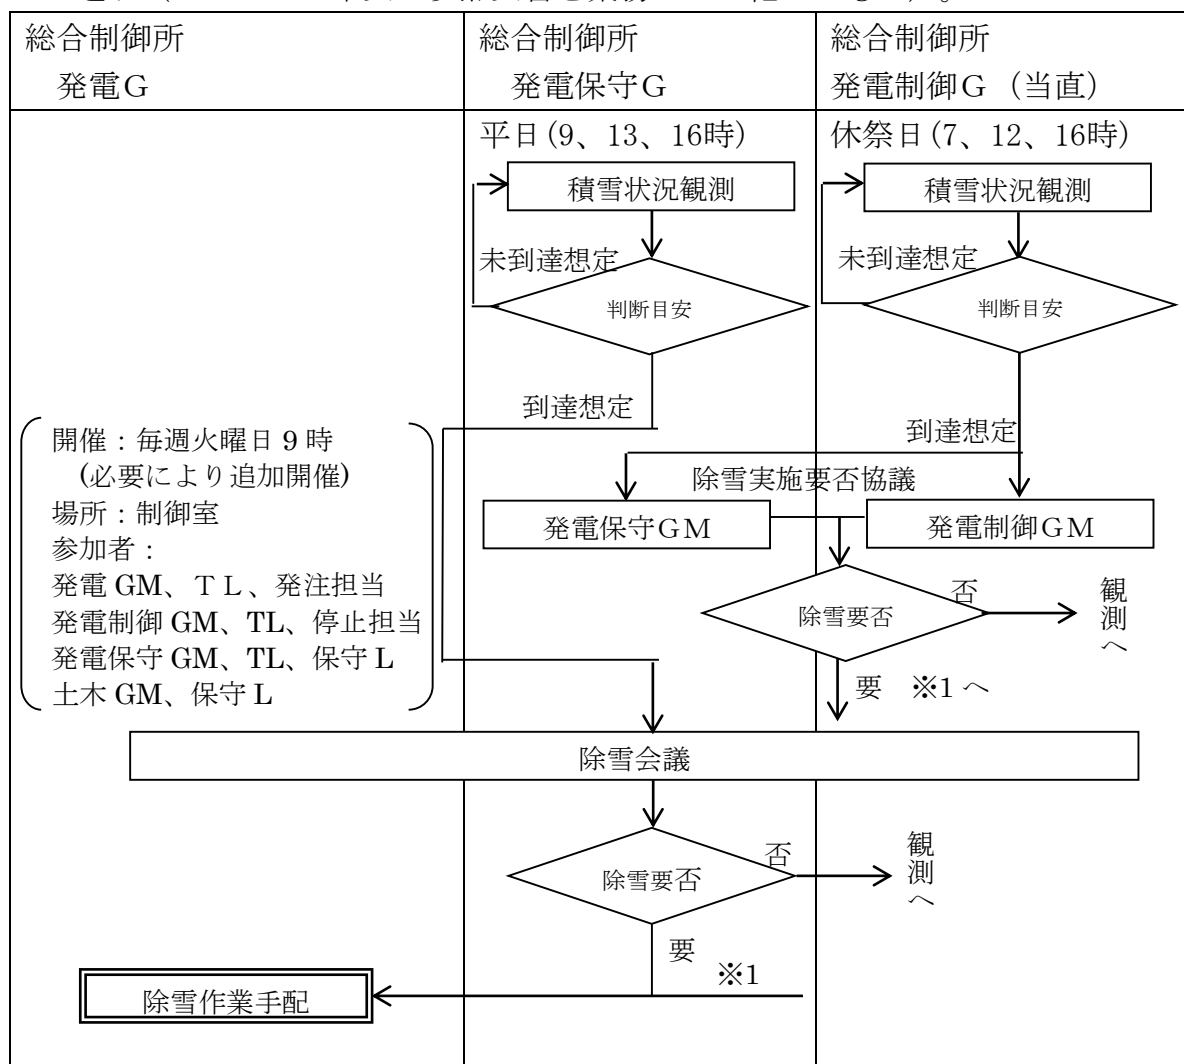 総合制御所
発電G
総合制御所
発電保守G
総合制御所
発電制御G（当直）
平日(9、13、16時)
積雪状況観測
未到達想定
判断目安
到達想定
休祭日(7、12、16時)
積雪状況観測
未到達想定
判断目安
到達想定
開催：毎週火曜日9時
(必要により追加開催)
場所：制御室
参加者：
発電GM、ＴＬ、発注担当
発電制御GM、TL、停止担当
発電保守GM、TL、保守L
土木GM、保守L
除雪実施要否協議
発電保守GM
発電制御GM
除雪要否
否
観測へ
要　※1へ
除雪会議
除雪要否
否
観測へ
要
※1
除雪作業手配